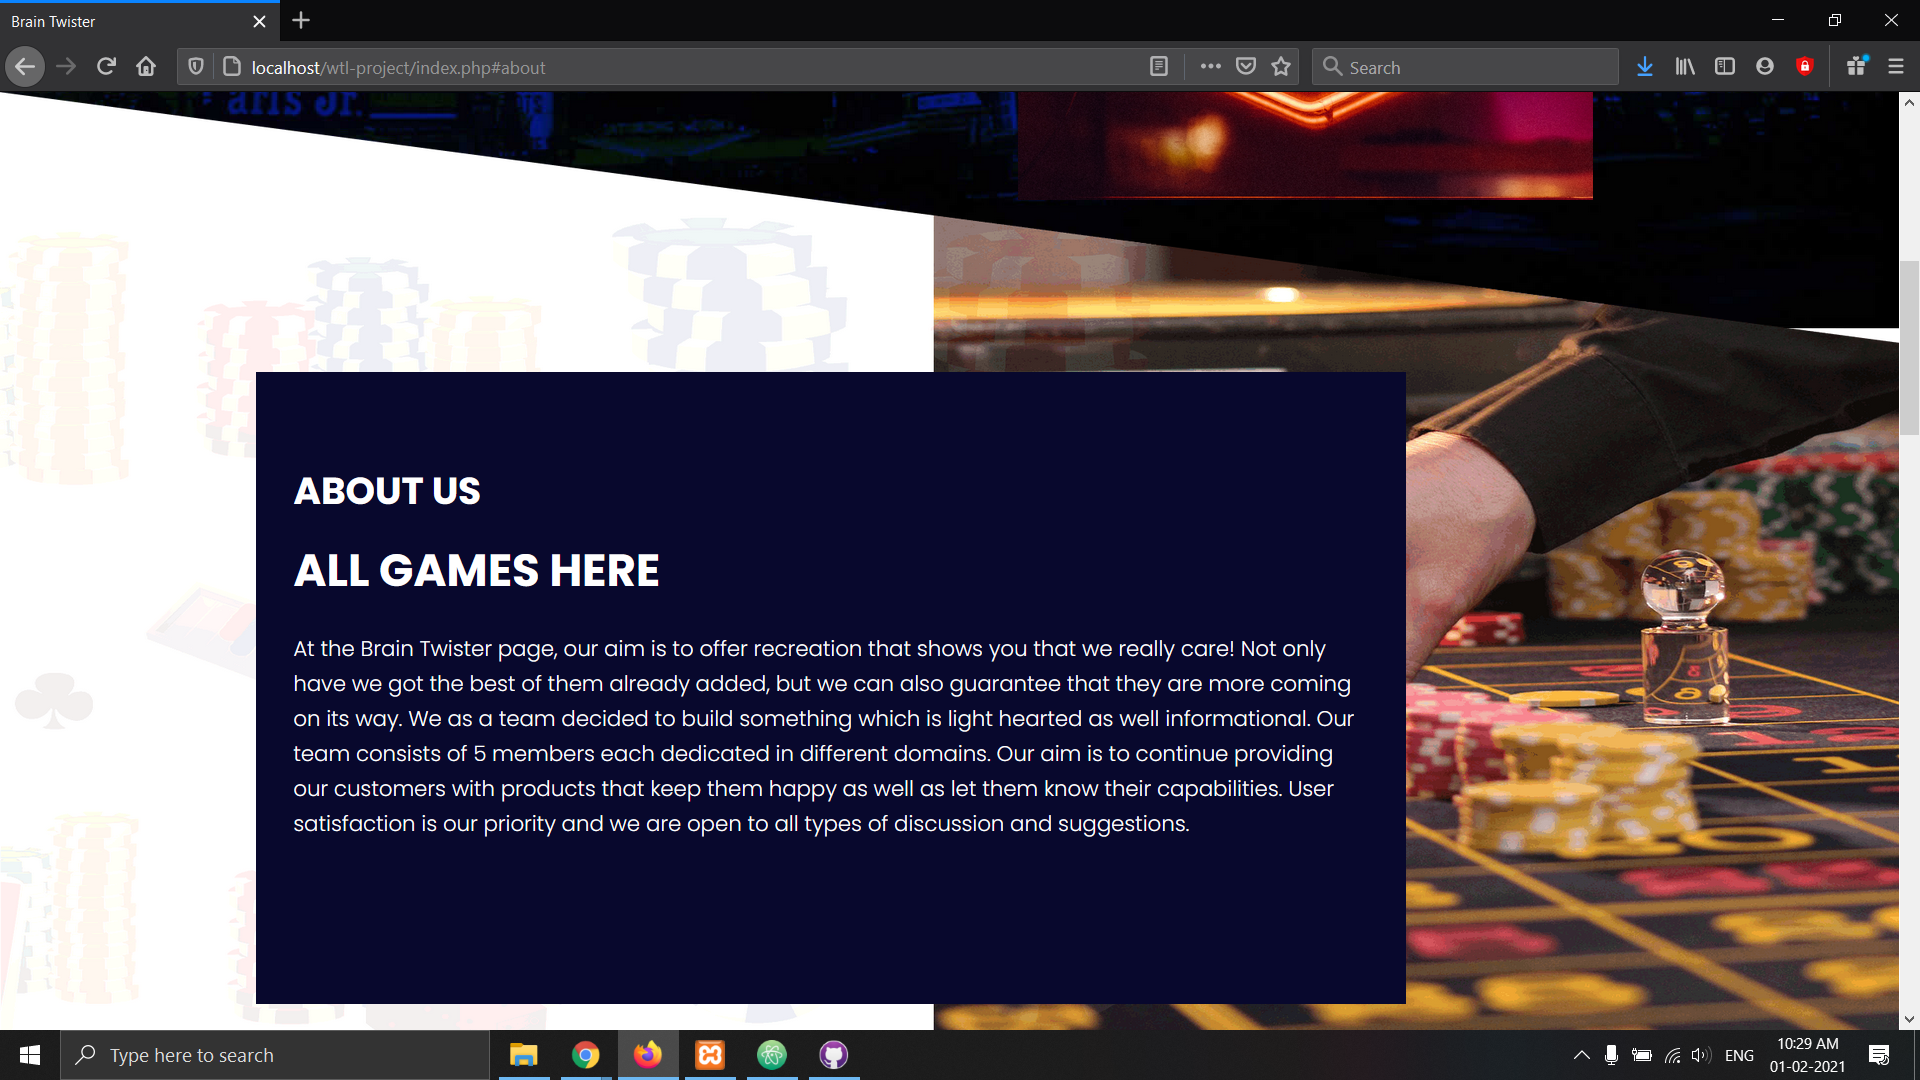 Brain Twister
localhost/wtl-project/index.php#about
Search
aris Jr.
ABOUT US
ALL GAMES HERE
At the Brain Twister page, our aim is to offer recreation that shows you that we really care! Not only
have we got the best of them already added, but we can also guarantee that they are more coming
on its way. We as a team decided to build something which is light hearted as well informational. Our
team consists of 5 members each dedicated in different domains. Our aim is to continue providing
our customers with products that keep them happy as well as let them know their capabilities. User
satisfaction is our priority and we are open to all types of discussion and suggestions.
Type here to search
ENG
10:29 AM
01-02-2021